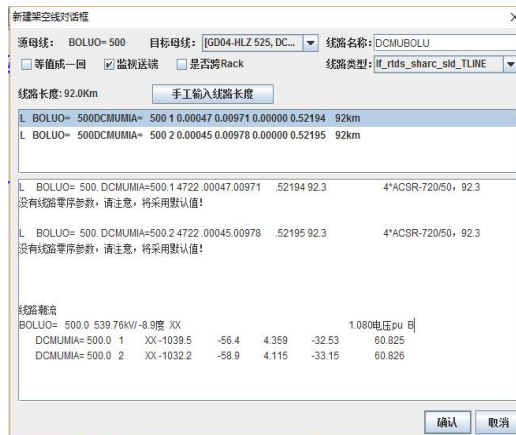 新建架空线对话框
源母线： BOLUO= 500 目标母线： [GD04-HLZ 525, DC... 线路名称: DCMUBOLU
等值成一回 监视送端 是否跨Rack 线路类型: lf_rtds_sharc_sld_TLINE
线路长度: 92.0Km 手工输入线路长度
L BOLUO= 500DCMUMIA= 500 1 0.00047 0.00971 0.00000 0.52194 92km
L BOLUO= 500DCMUMIA= 500 2 0.00045 0.00978 0.00000 0.52195 92km
L BOLUO= 500. DCMUMIA=500.1 4722 .00047.00971 .52194 92.3 4*ACSR-720/50，92.3
没有线路零序参数，请注意，将采用默认值！
L BOLUO= 500. DCMUMIA=500.2 4722 .00045.00978 .52195 92.3 4*ACSR-720/50，92.3
没有线路零序参数，请注意，将采用默认值！
线路潮流
BOLUO= 500.0 539.76kV/ -8.9度 XX 1.080电压pu B
DCMUMIA= 500.0 1 XX -1039.5 -56.4 4.359 -32.53 60.825
DCMUMIA= 500.0 2 XX -1032.2 -58.9 4.115 -33.15 60.826
确认 取消